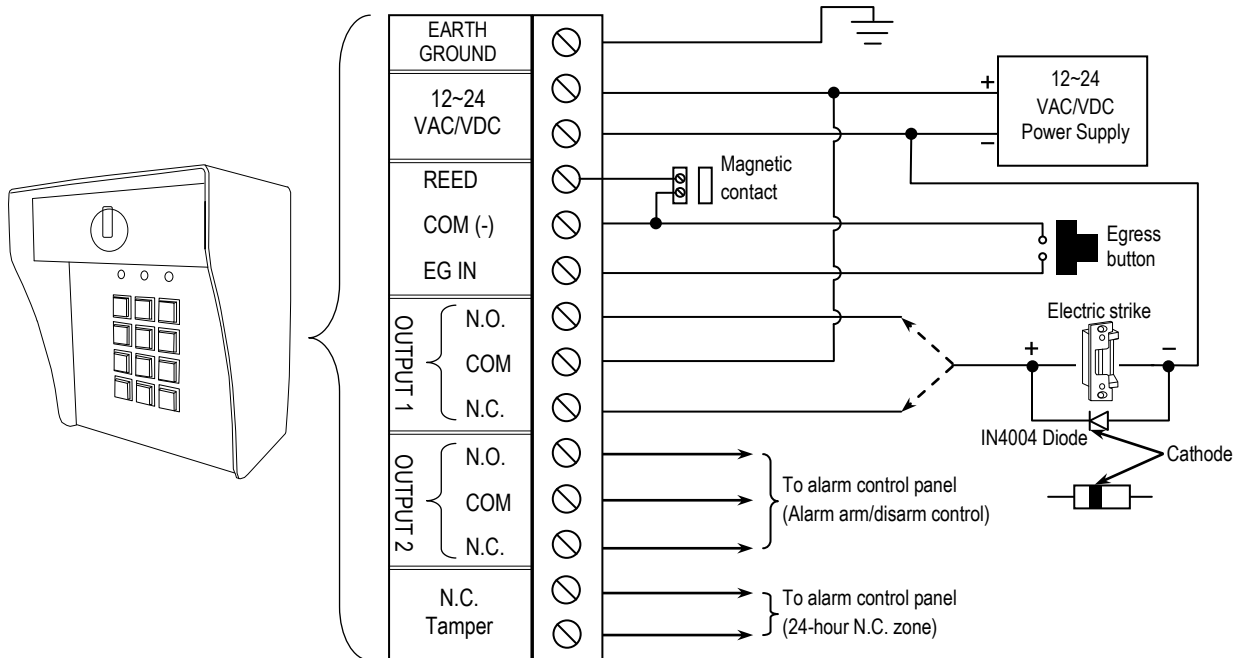 EARTH
GROUND
12~24
VAC/VDC
REED
COM (-)
EG IN
OUTPUT 1
N.O.
COM
N.C.
OUTPUT 2
N.O.
COM
N.C.
N.C.
Tamper
+
−
12~24
VAC/VDC
Power Supply
Magnetic
contact
Egress
button
Electric strike
+
−
IN4004 Diode
Cathode
To alarm control panel
(Alarm arm/disarm control)
To alarm control panel
(24-hour N.C. zone)